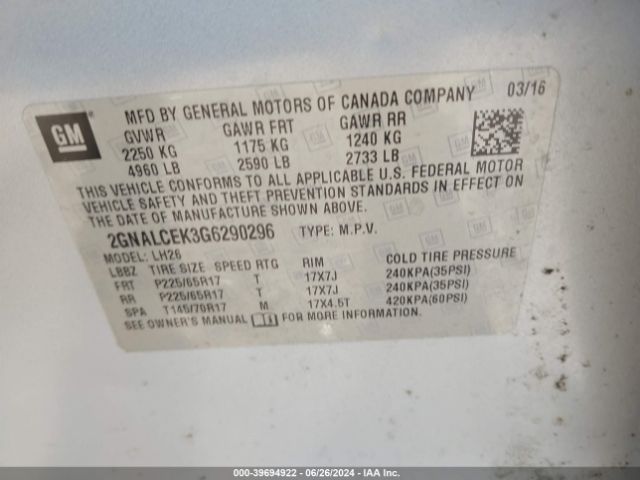 GM
MFD BY GENERAL MOTORS OF CANADA COMPANY 03/16
GVWR GAWR FRT GAWR RR
2250 KG 1175 KG 1240 KG
4960 LB 2590 LB 2733 LB
THIS VEHICLE CONFORMS TO ALL APPLICABLE U.S. FEDERAL MOTOR
VEHICLE SAFETY AND THEFT PREVENTION STANDARDS IN EFFECT ON
THE DATE OF MANUFACTURE SHOWN ABOVE.
2GNALCEK3G6290296 TYPE: M.P.V.
MODEL: LH26
LBBZ TIRE SIZE SPEED RTG RIM COLD TIRE PRESSURE
FRT P225/65R17 T 17X7J 240KPA(35PSI)
RR P225/65R17 T 17X7J 240KPA(35PSI)
SPA T145/70R17 M 17X4.5T 420KPA(60PSI)
SEE OWNER'S MANUAL FOR MORE INFORMATION.
000-39694922 - 06/26/2024 - IAA Inc.